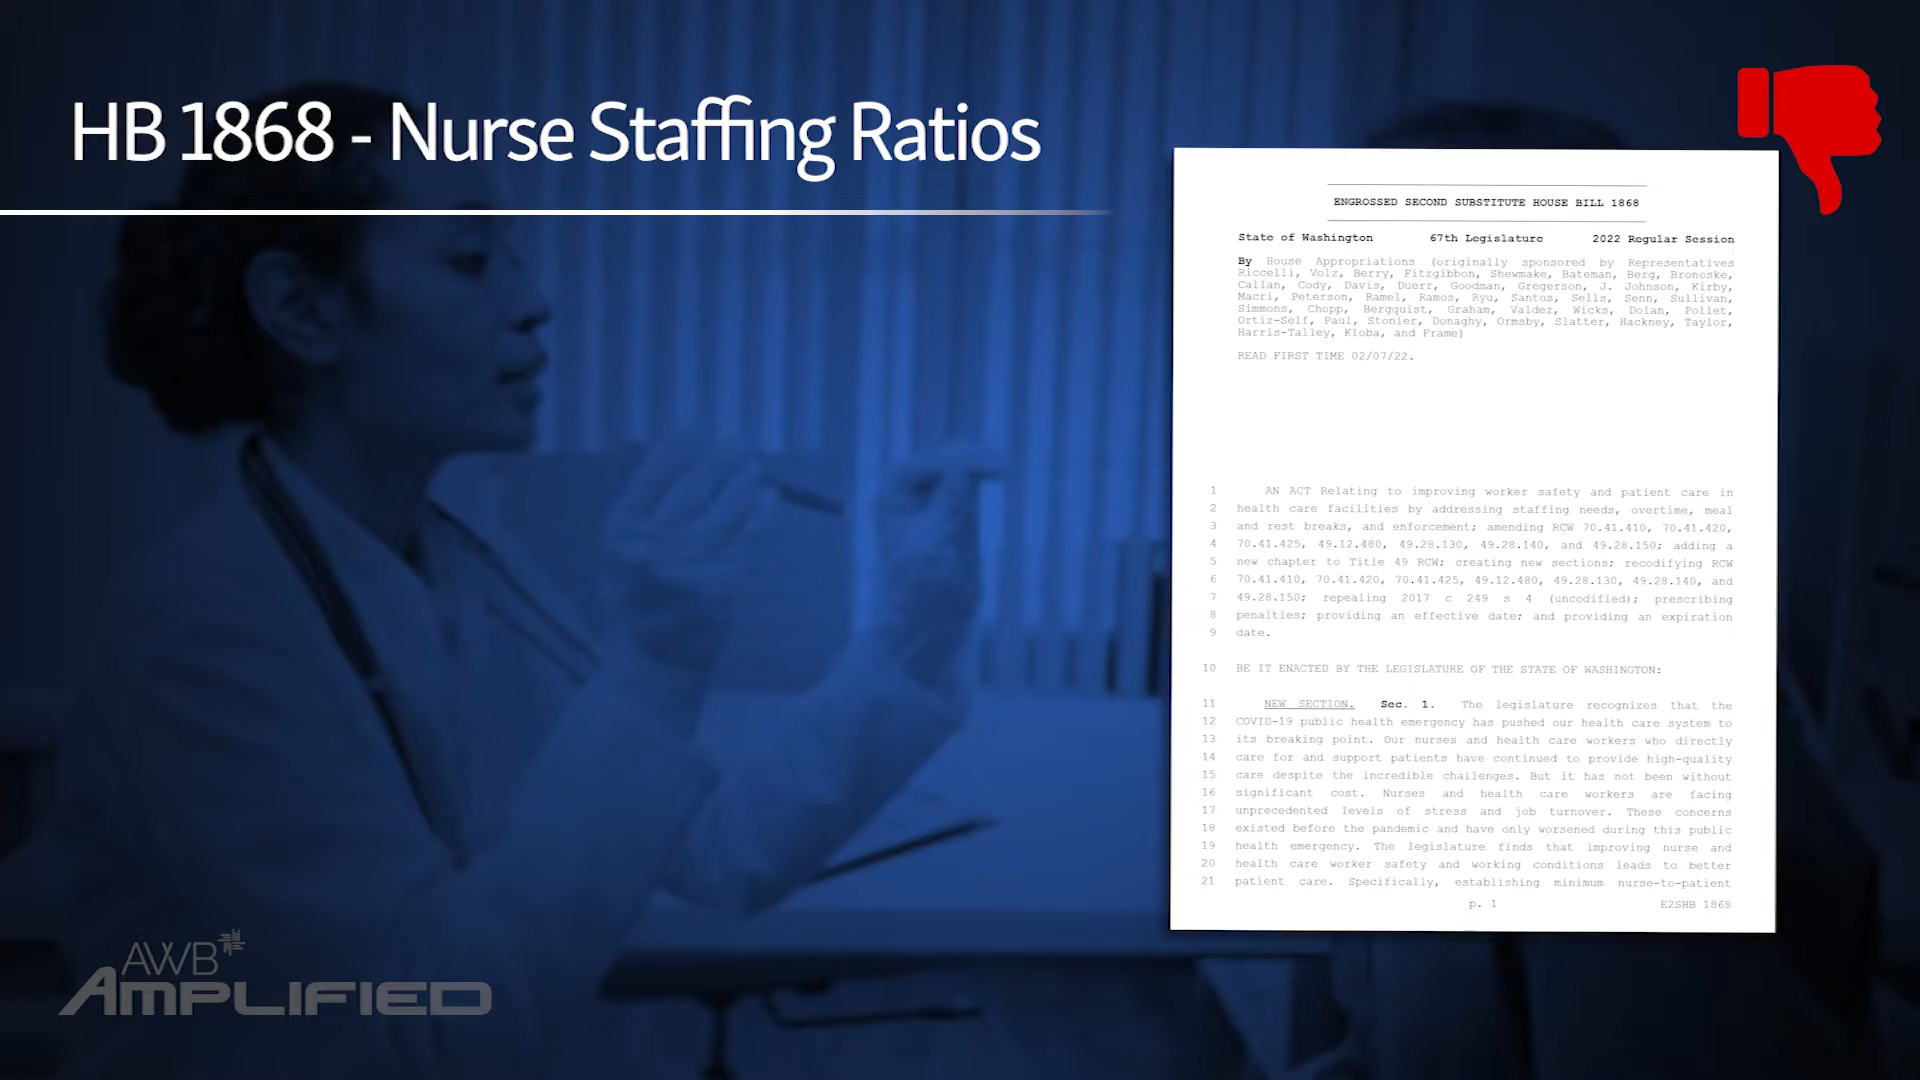 HB 1868 - Nurse Staffing Ratios
ENGROSSED SECOND SUBSTITUTE HOUSE BILL 1868
State of Washington 67th Legislature 2022 Regular Session
By House Appropriations (originally sponsored by Representatives
Riccelli, Volz, Berry, Fitzgibbon, Shewmake, Bateman, Berg, Bronoske,
Callan, Cody, Davis, Duerr, Goodman, Gregerson, J. Johnson, Kirby,
Macri, Peterson, Ramel, Ramos, Ryu, Santos, Sells, Senn, Sullivan,
Simmons, Chopp, Bergquist, Graham, Valdez, Wicks, Dolan, Pollet,
Ortiz-Self, Paul, Stonier, Donaghy, Ormsby, Slatter, Hackney, Taylor,
Harris-Talley, Kloba, and Frame)
READ FIRST TIME 02/07/22.
1 AN ACT Relating to improving worker safety and patient care in
2 health care facilities by addressing staffing needs, overtime, meal
3 and rest breaks, and enforcement; amending RCW 70.41.410, 70.41.420,
4 70.41.425, 49.12.480, 49.28.130, 49.28.140, and 49.28.150; adding a
5 new chapter to Title 49 RCW; creating new sections; recodifying RCW
6 70.41.410, 70.41.420, 70.41.425, 49.12.480, 49.28.130, 49.28.140, and
7 49.28.150; repealing 2017 c 249 s 4 (uncodified); prescribing
8 penalties; providing an effective date; and providing an expiration
9 date.
10 BE IT ENACTED BY THE LEGISLATURE OF THE STATE OF WASHINGTON:
11 NEW SECTION. Sec. 1. The legislature recognizes that the
12 COVID-19 public health emergency has pushed our health care system to
13 its breaking point. Our nurses and health care workers who directly
14 care for and support patients have continued to provide high-quality
15 care despite the incredible challenges. But it has not been without
16 significant cost. Nurses and health care workers are facing
17 unprecedented levels of stress and job turnover. These concerns
18 existed before the pandemic and have only worsened during this public
19 health emergency. The legislature finds that improving nurse and
20 health care worker safety and working conditions leads to better
21 patient care. Specifically, establishing minimum nurse-to-patient
p. 1 E2SHB 1868
AWB
AMPLIFIED